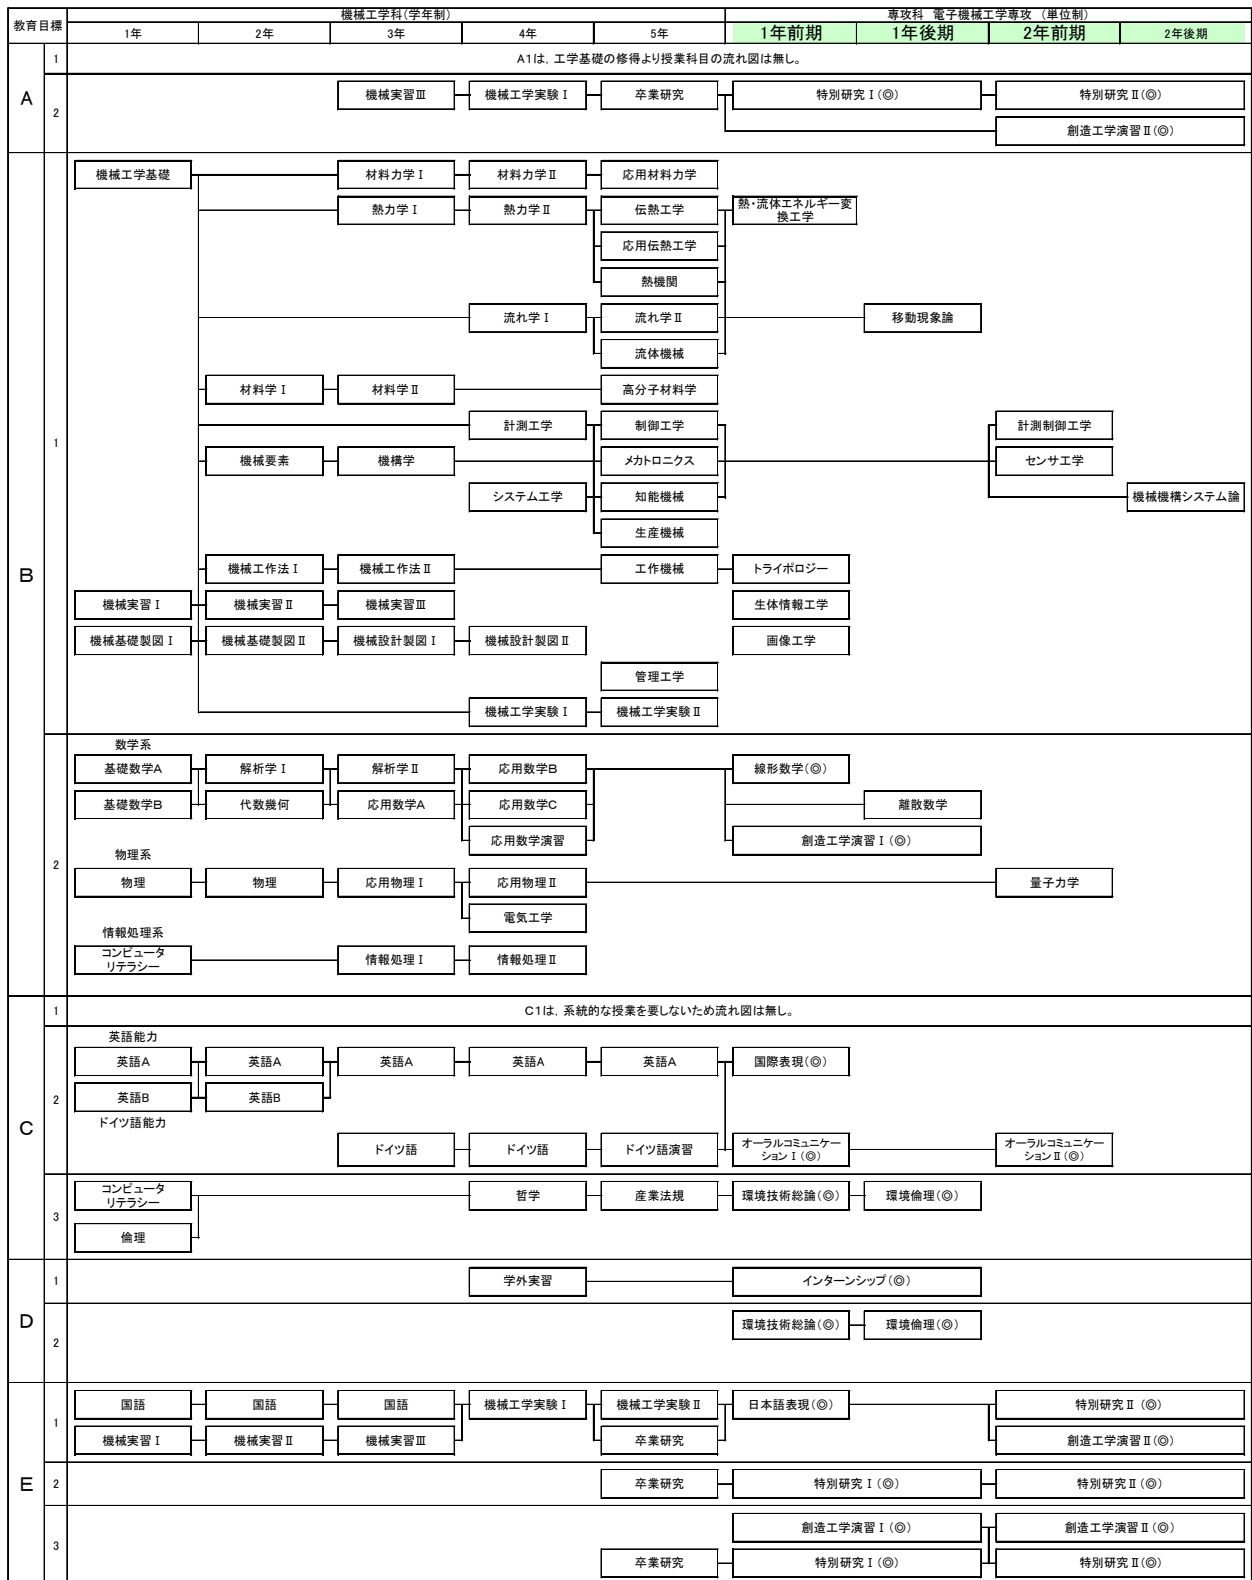 教育目標 機械工学科(学年制) 専攻科 電子機械工学専攻 (単位制)
1年 2年 3年 4年 5年 1年前期 1年後期 2年前期 2年後期
A
1 A1は, 工学基礎の修得より授業科目の流れ図は無し。
2 機械実習Ⅲ 機械工学実験Ⅰ 卒業研究 特別研究Ⅰ(◎) 特別研究Ⅱ(◎)
創造工学演習Ⅱ(◎)
B
1
機械工学基礎 材料力学Ⅰ 材料力学Ⅱ 応用材料力学
熱力学Ⅰ 熱力学Ⅱ 伝熱工学 熱・流体エネルギー変
換工学
応用伝熱工学
熱機関
流れ学Ⅰ 流れ学Ⅱ 移動現象論
流体機械
材料学Ⅰ 材料学Ⅱ 高分子材料学
計測工学 制御工学 計測制御工学
機械要素 機構学 メカトロニクス センサ工学
システム工学 知能機械 機械機構システム論
生産機械
機械工作法Ⅰ 機械工作法Ⅱ 工作機械 トライボロジー
機械実習Ⅰ 機械実習Ⅱ 機械実習Ⅲ 生体情報工学
機械基礎製図Ⅰ 機械基礎製図Ⅱ 機械設計製図Ⅰ 機械設計製図Ⅱ 画像工学
管理工学
機械工学実験Ⅰ 機械工学実験Ⅱ
2
数学系
基礎数学A 解析学Ⅰ 解析学Ⅱ 応用数学B 線形数学(◎)
基礎数学B 代数幾何 応用数学A 応用数学C 離散数学
応用数学演習 創造工学演習Ⅰ(◎)
物理系
物理 物理 応用物理Ⅰ 応用物理Ⅱ 量子力学
電気工学
情報処理系
コンピュータ
リテラシー 情報処理Ⅰ 情報処理Ⅱ
C
1 C1は, 系統的な授業を要しないため流れ図は無し。
2
英語能力
英語A 英語A 英語A 英語A 英語A 国際表現(◎)
英語B 英語B
ドイツ語能力
ドイツ語 ドイツ語 ドイツ語演習 オーラルコミュニケー
ションⅠ(◎) オーラルコミュニケー
ションⅡ(◎)
3
コンピュータ
リテラシー 哲学 産業法規 環境技術総論(◎) 環境倫理(◎)
倫理
D
1 学外実習 インターンシップ(◎)
2 環境技術総論(◎) 環境倫理(◎)
E
1 国語 国語 国語 機械工学実験Ⅰ 機械工学実験Ⅱ 日本語表現(◎) 特別研究Ⅱ(◎)
機械実習Ⅰ 機械実習Ⅱ 機械実習Ⅲ 卒業研究 創造工学演習Ⅱ(◎)
2 卒業研究 特別研究Ⅰ(◎) 特別研究Ⅱ(◎)
3 創造工学演習Ⅰ(◎) 創造工学演習Ⅱ(◎)
卒業研究 特別研究Ⅰ(◎) 特別研究Ⅱ(◎)